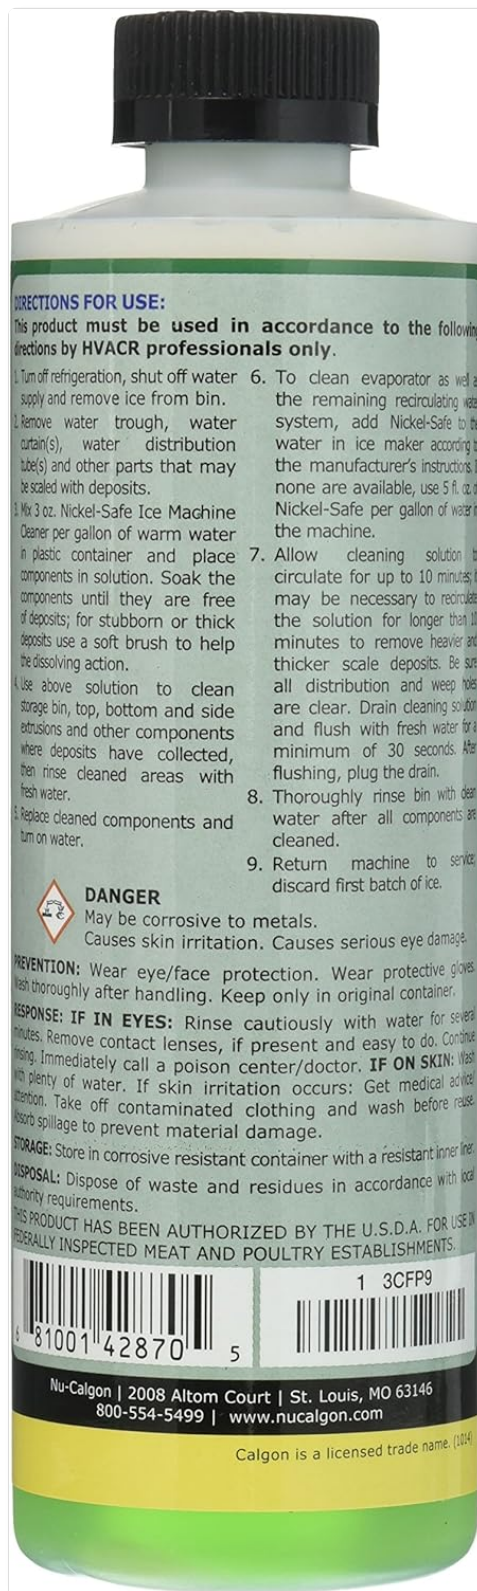 DIRECTIONS FOR USE:
This product must be used in accordance to the following
directions by HVACR professionals only.
1. Turn off refrigeration, shut off water
supply and remove ice from bin.
2. Remove water trough, water
curtain(s), water distribution
tube(s) and other parts that may
be scaled with deposits.
3. Mix 3 oz. Nickel-Safe Ice Machine
Cleaner per gallon of warm water
in plastic container and place
components in solution. Soak the
components until they are free
of deposits; for stubborn or thick
deposits use a soft brush to help
the dissolving action.
4. Use above solution to clean
storage bin, top, bottom and side
extrusions and other components
where deposits have collected,
then rinse cleaned areas with
fresh water.
5. Replace cleaned components and
turn on water.
6. To clean evaporator as well as
the remaining recirculating water
system, add Nickel-Safe to the
water in ice maker according to
the manufacturer's instructions. If
none are available, use 5 fl. oz. of
Nickel-Safe per gallon of water in
the machine.
7. Allow cleaning solution to
circulate for up to 10 minutes; it
may be necessary to recirculate
the solution for longer than 10
minutes to remove heavier and
thicker scale deposits. Be sure
all distribution and weep holes
are clear. Drain cleaning solution
and flush with fresh water for a
minimum of 30 seconds. After
flushing, plug the drain.
8. Thoroughly rinse bin with clean
water after all components are
cleaned.
9. Return machine to service;
discard first batch of ice.
DANGER
May be corrosive to metals.
Causes skin irritation. Causes serious eye damage.
PREVENTION: Wear eye/face protection. Wear protective gloves.
Wash thoroughly after handling. Keep only in original container.
RESPONSE: IF IN EYES: Rinse cautiously with water for several
minutes. Remove contact lenses, if present and easy to do. Continue
rinsing. Immediately call a poison center/doctor. IF ON SKIN: Wash
with plenty of water. If skin irritation occurs: Get medical advice/
attention. Take off contaminated clothing and wash before reuse.
Absorb spillage to prevent material damage.
STORAGE: Store in corrosive resistant container with a resistant inner liner.
DISPOSAL: Dispose of waste and residues in accordance with local
authority requirements.
THIS PRODUCT HAS BEEN AUTHORIZED BY THE U.S.D.A. FOR USE IN
FEDERALLY INSPECTED MEAT AND POULTRY ESTABLISHMENTS.
6 81001 42870 5
1 3CFP9
Nu-Calgon | 2008 Altom Court | St. Louis, MO 63146
800-554-5499 | www.nucalgon.com
Calgon is a licensed trade name. (1014)